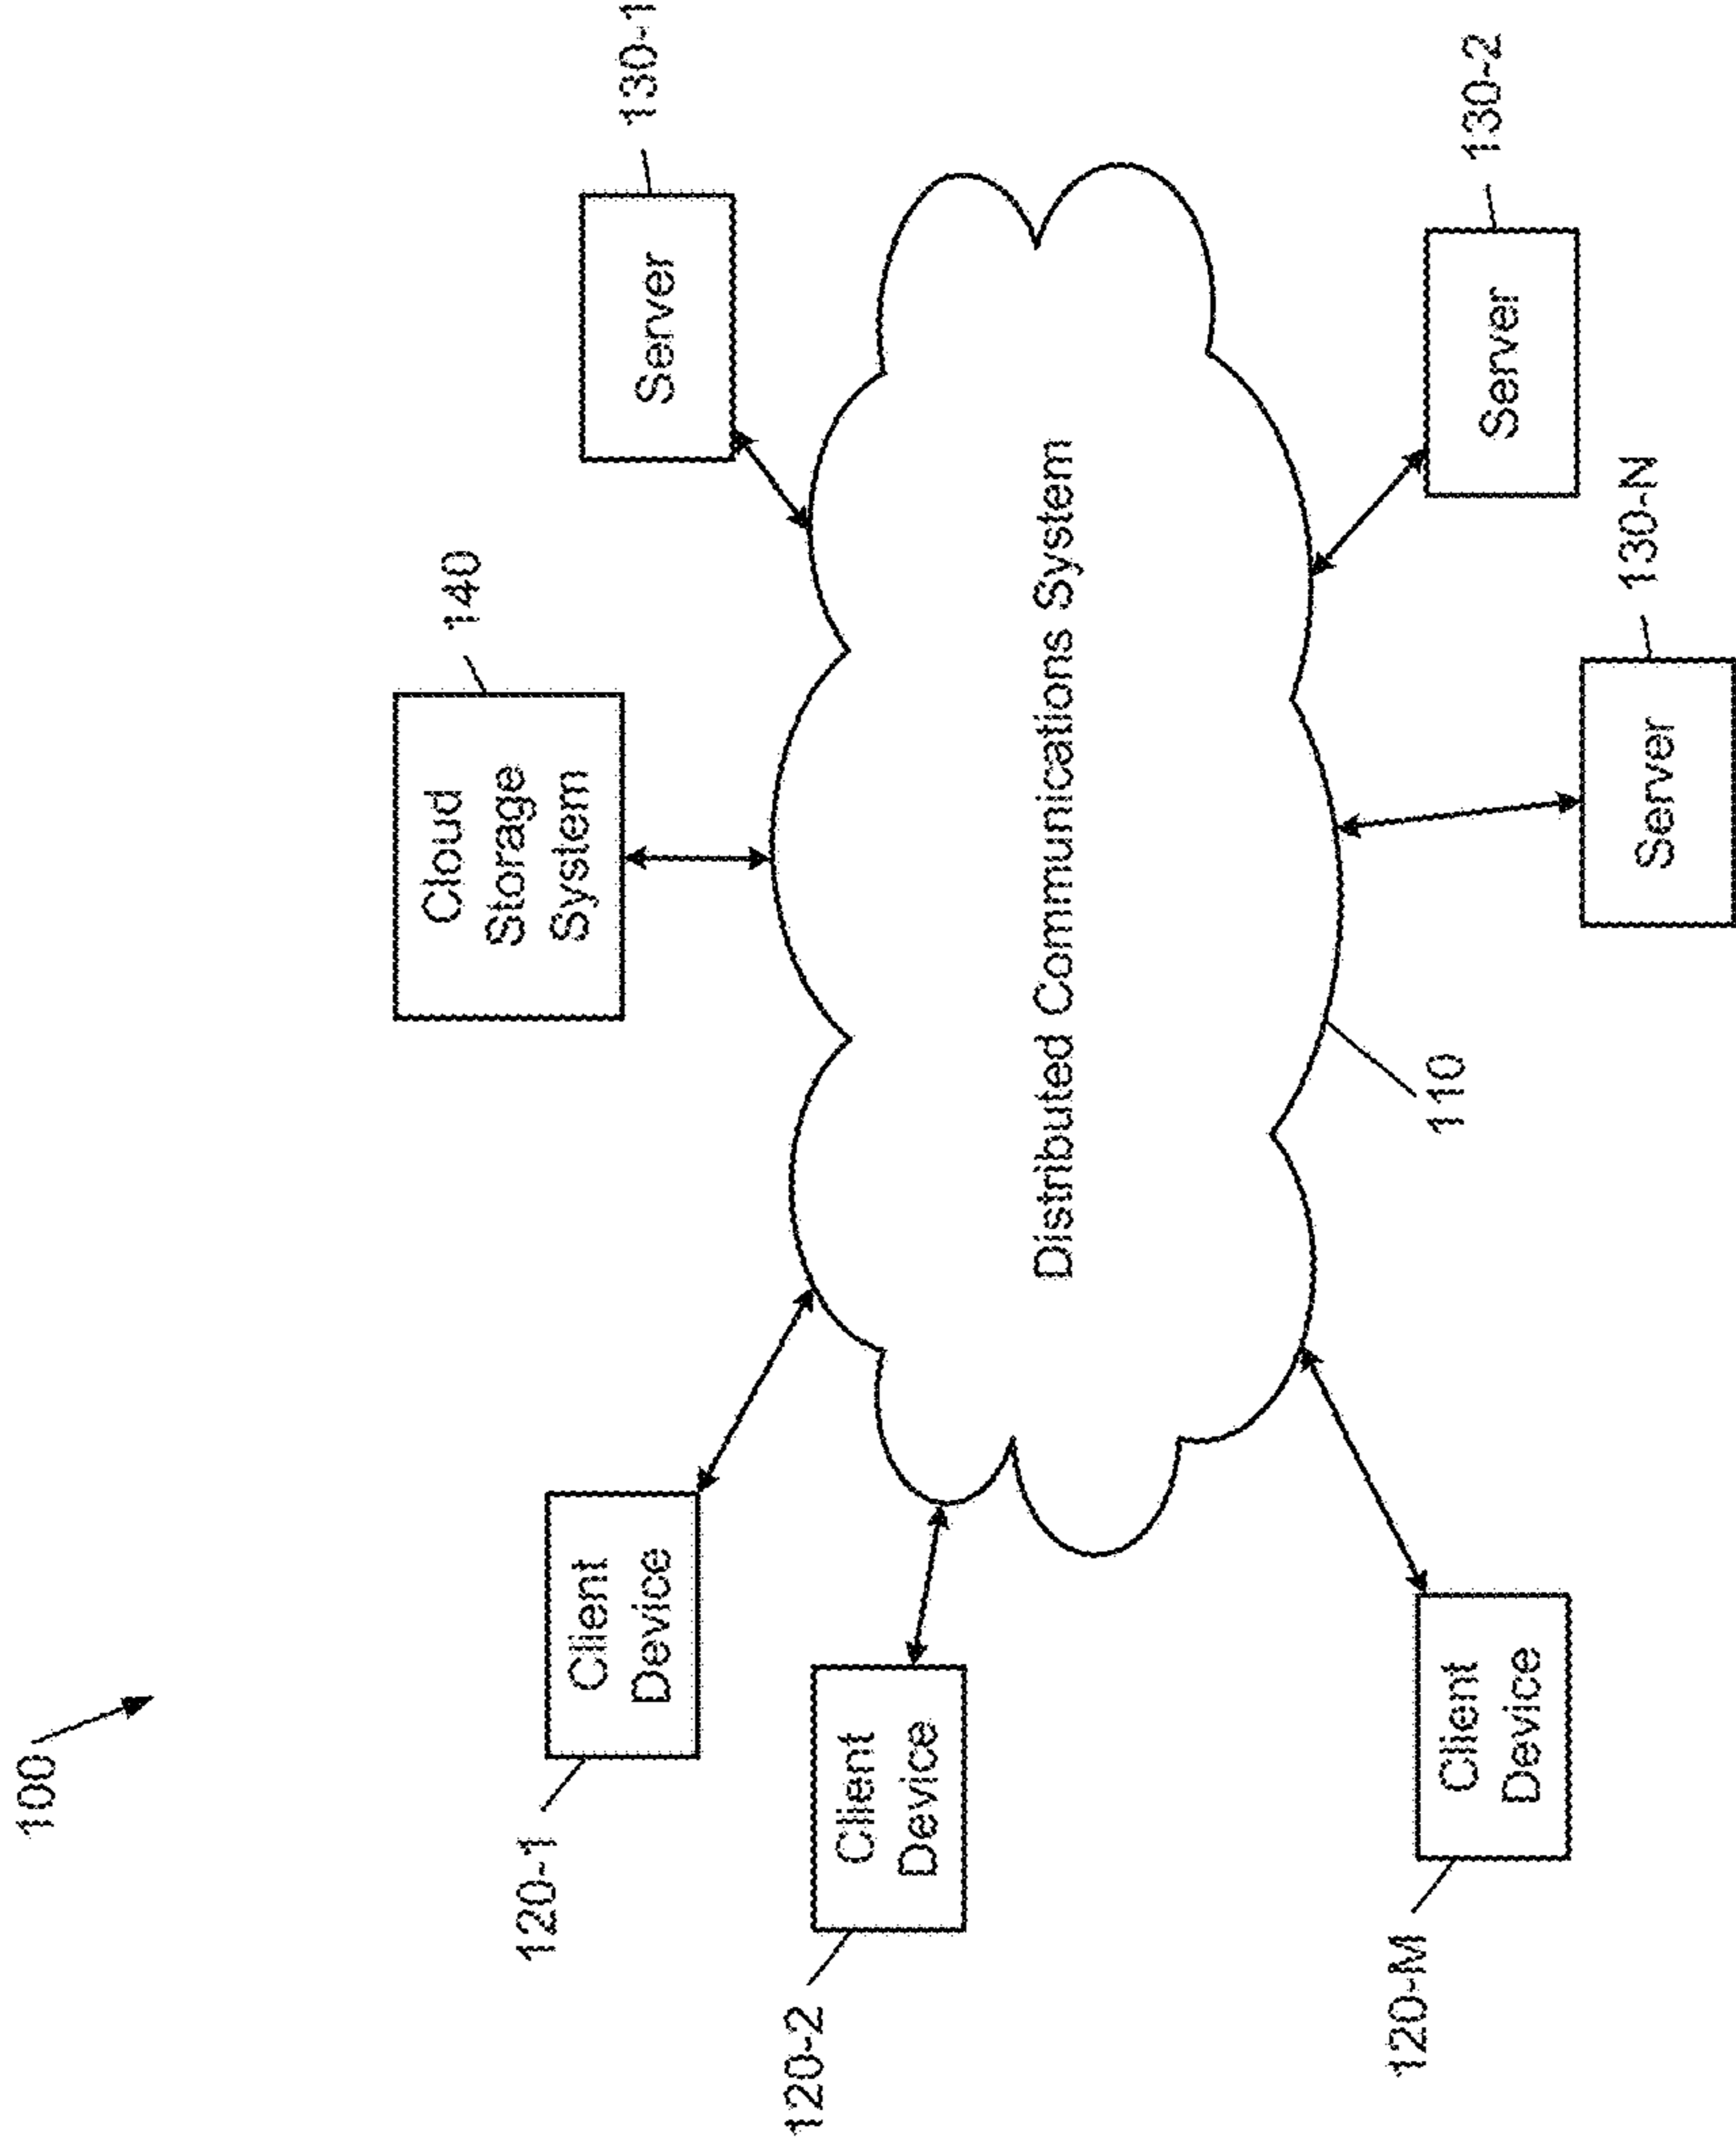 100
140
Cloud
Storage
System
130-1
Server
120-1
Client
Device
120-2
Client
Device
Distributed Communications System
110
120-M
Client
Device
130-2
Server
130-N
Server